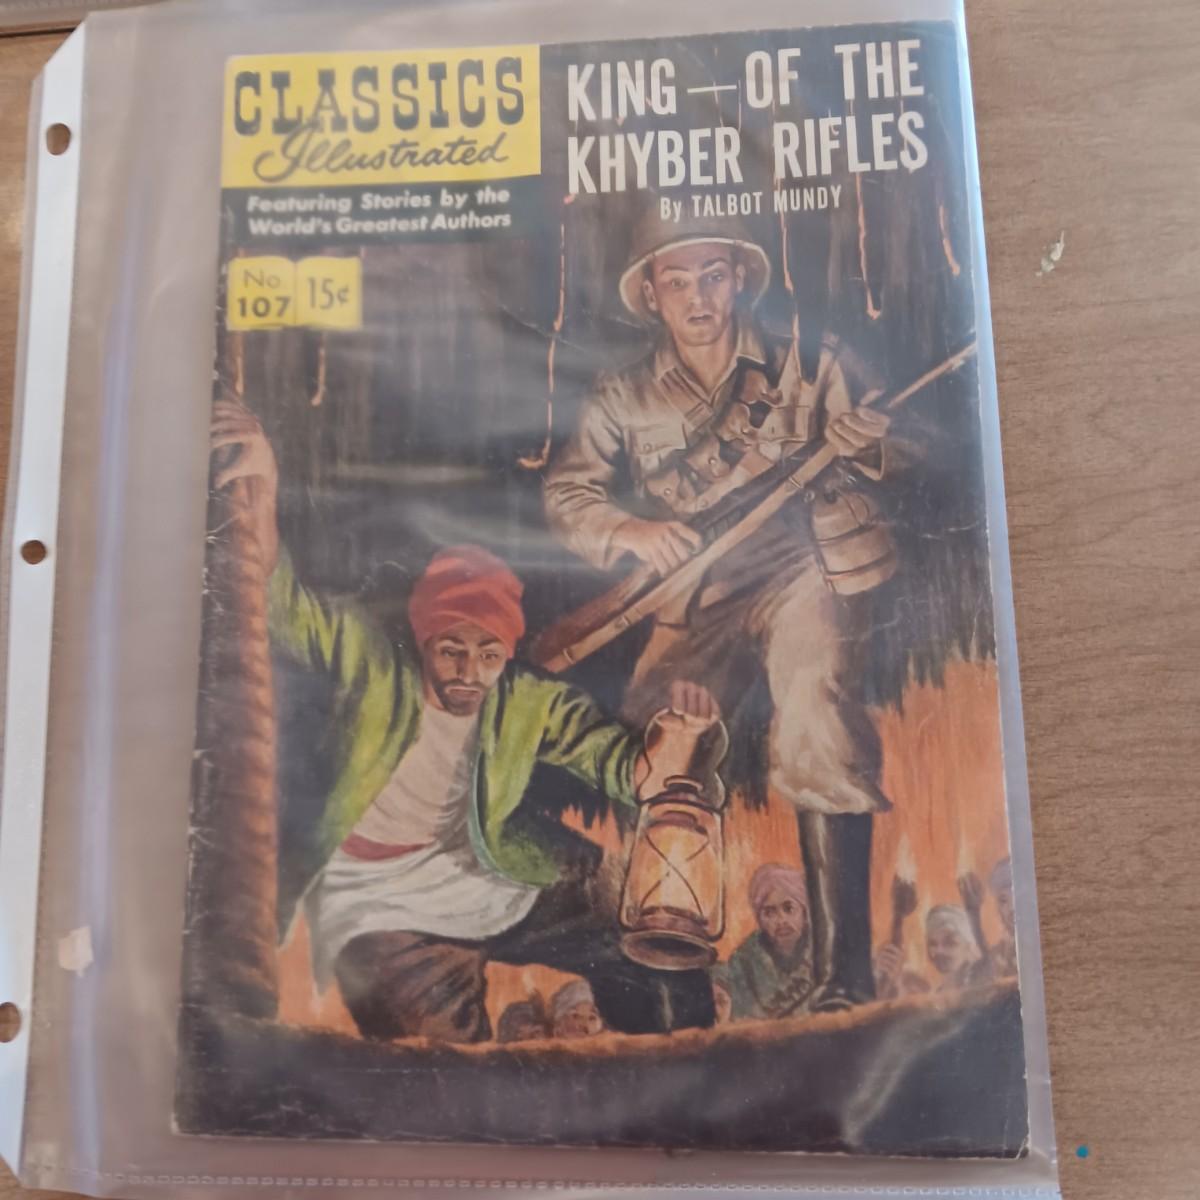 CLASSICS
Illustrated
Featuring Stories by the
World's Greatest Authors
No.
107
15¢
KING—OF THE
KHYBER RIFLES
By TALBOT MUNDY